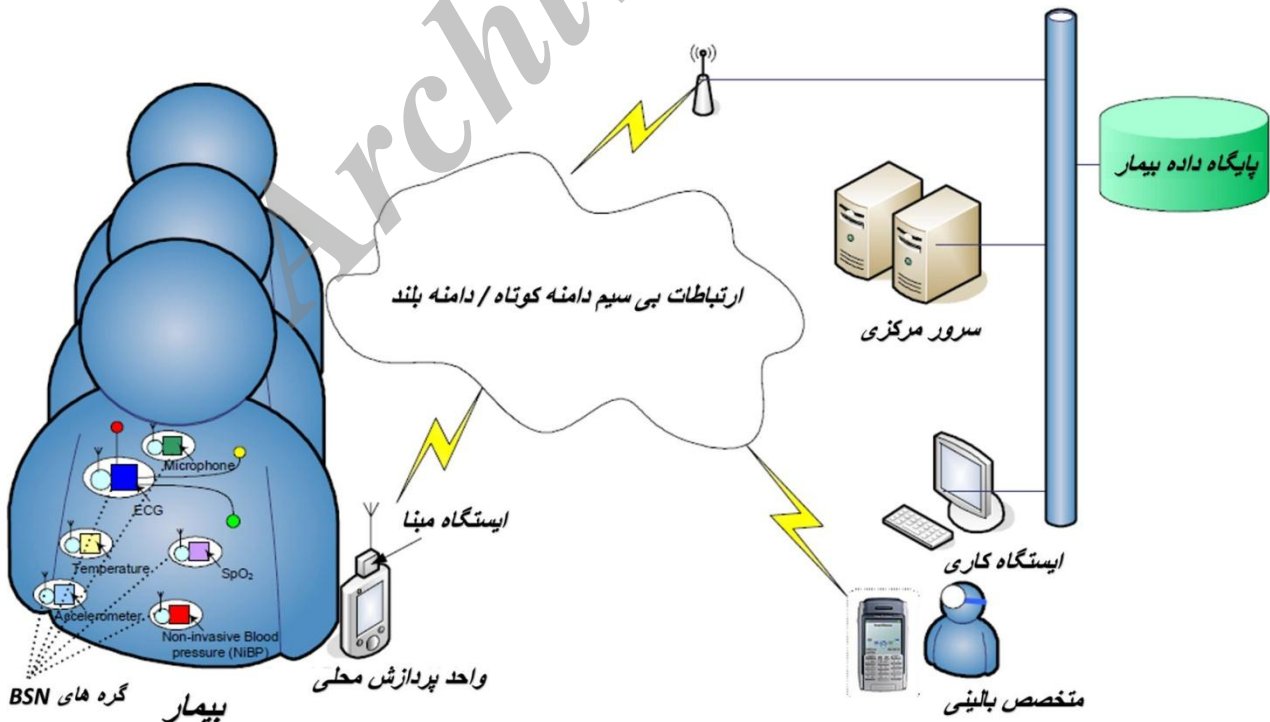 Archi
پایگاه داده بیمار
ارتباطات بی سیم دامنه کوتاه / دامنه بلند
سرور مرکزی
Microphone
ECG
Temperature
SpO₂
Accelerometer
Non-invasive Blood
pressure (NiBP)
ایستگاه مبنا
ایستگاه کاری
واحد پردازش محلی
متخصص بالینی
گره های BSN
بیمار